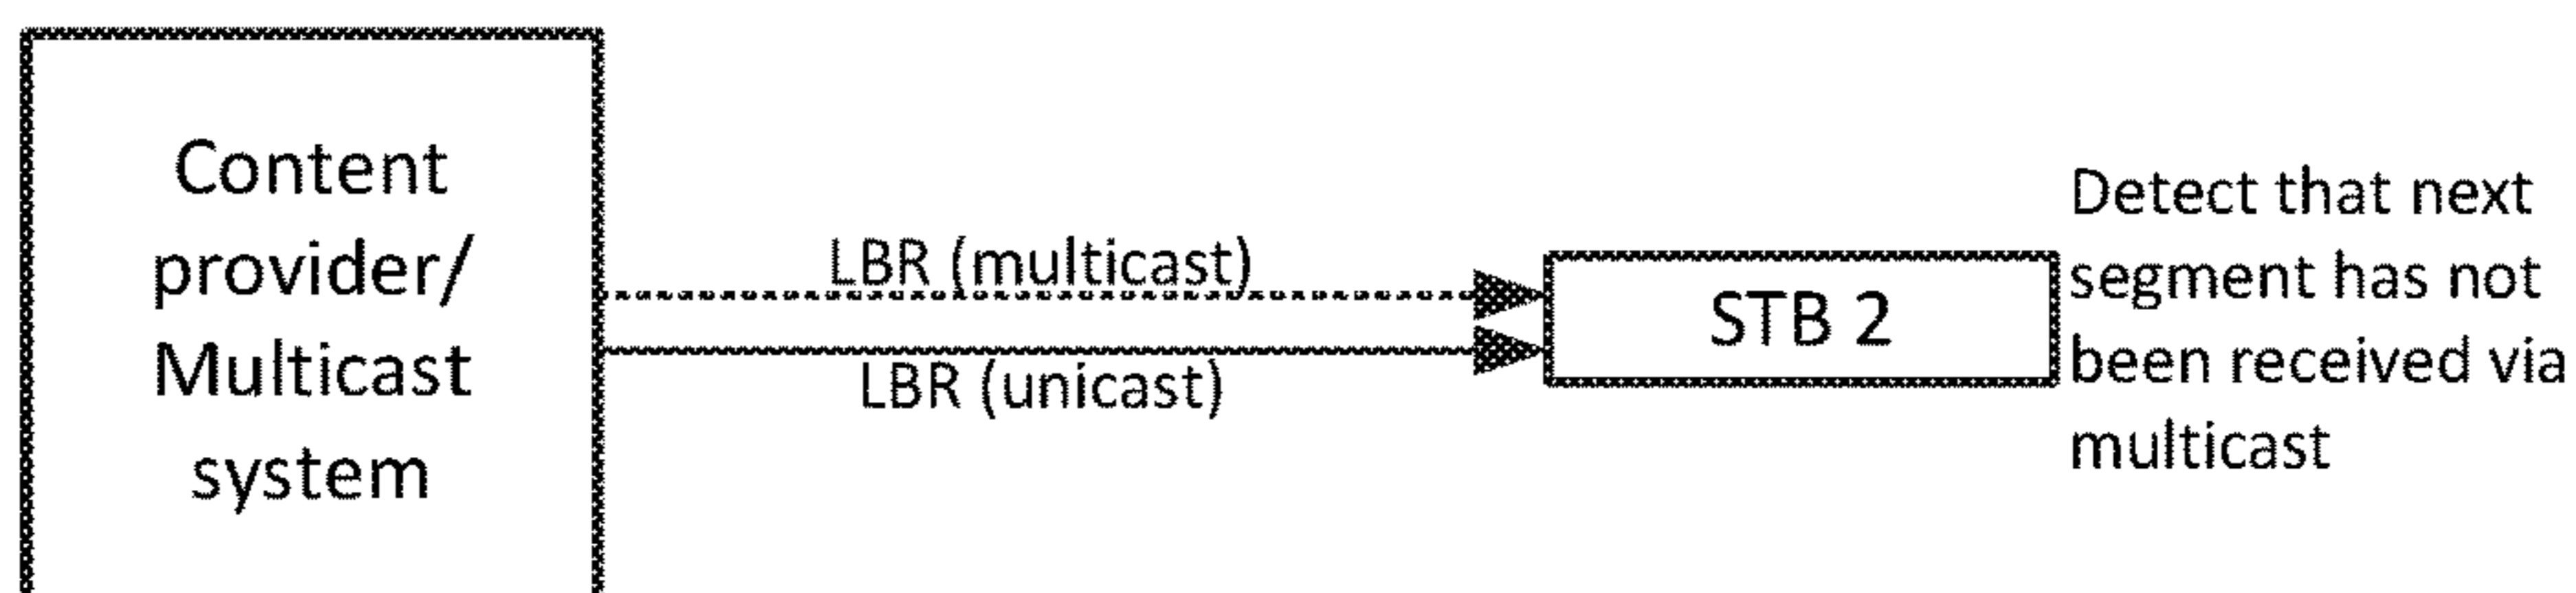 Content
provider/
Multicast
system
LBR (multicast)
LBR (unicast)
STB 2
Detect that next
segment has not
been received via
multicast